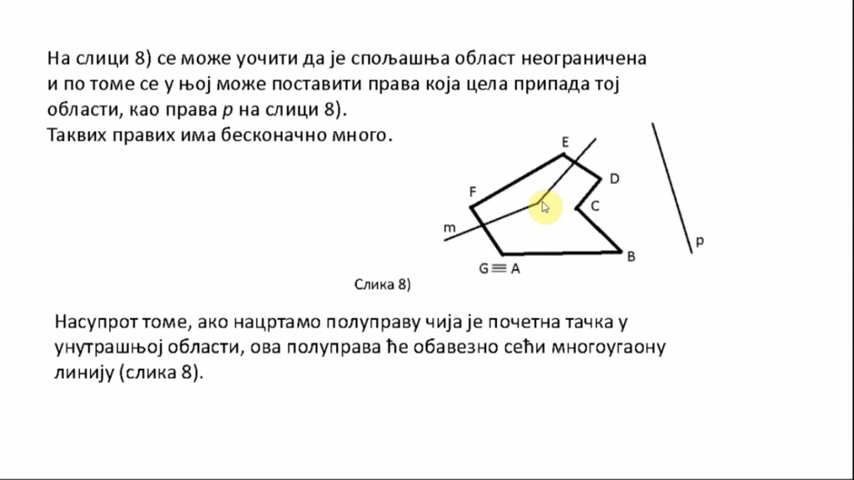 На слици 8) се може уочити да је спољашња област неограничена
и по томе се у њој може поставити права која цела припада тој
области, као права p на слици 8).
Таквих правих има бесконачно много.
E
D
F
C
m
p
B
G≡A
Слика 8)
Насупрот томе, ако нацртамо полуправу чија је почетна тачка у
унутрашњој области, ова полуправа ће обавезно сећи многоугаону
линију (слика 8).